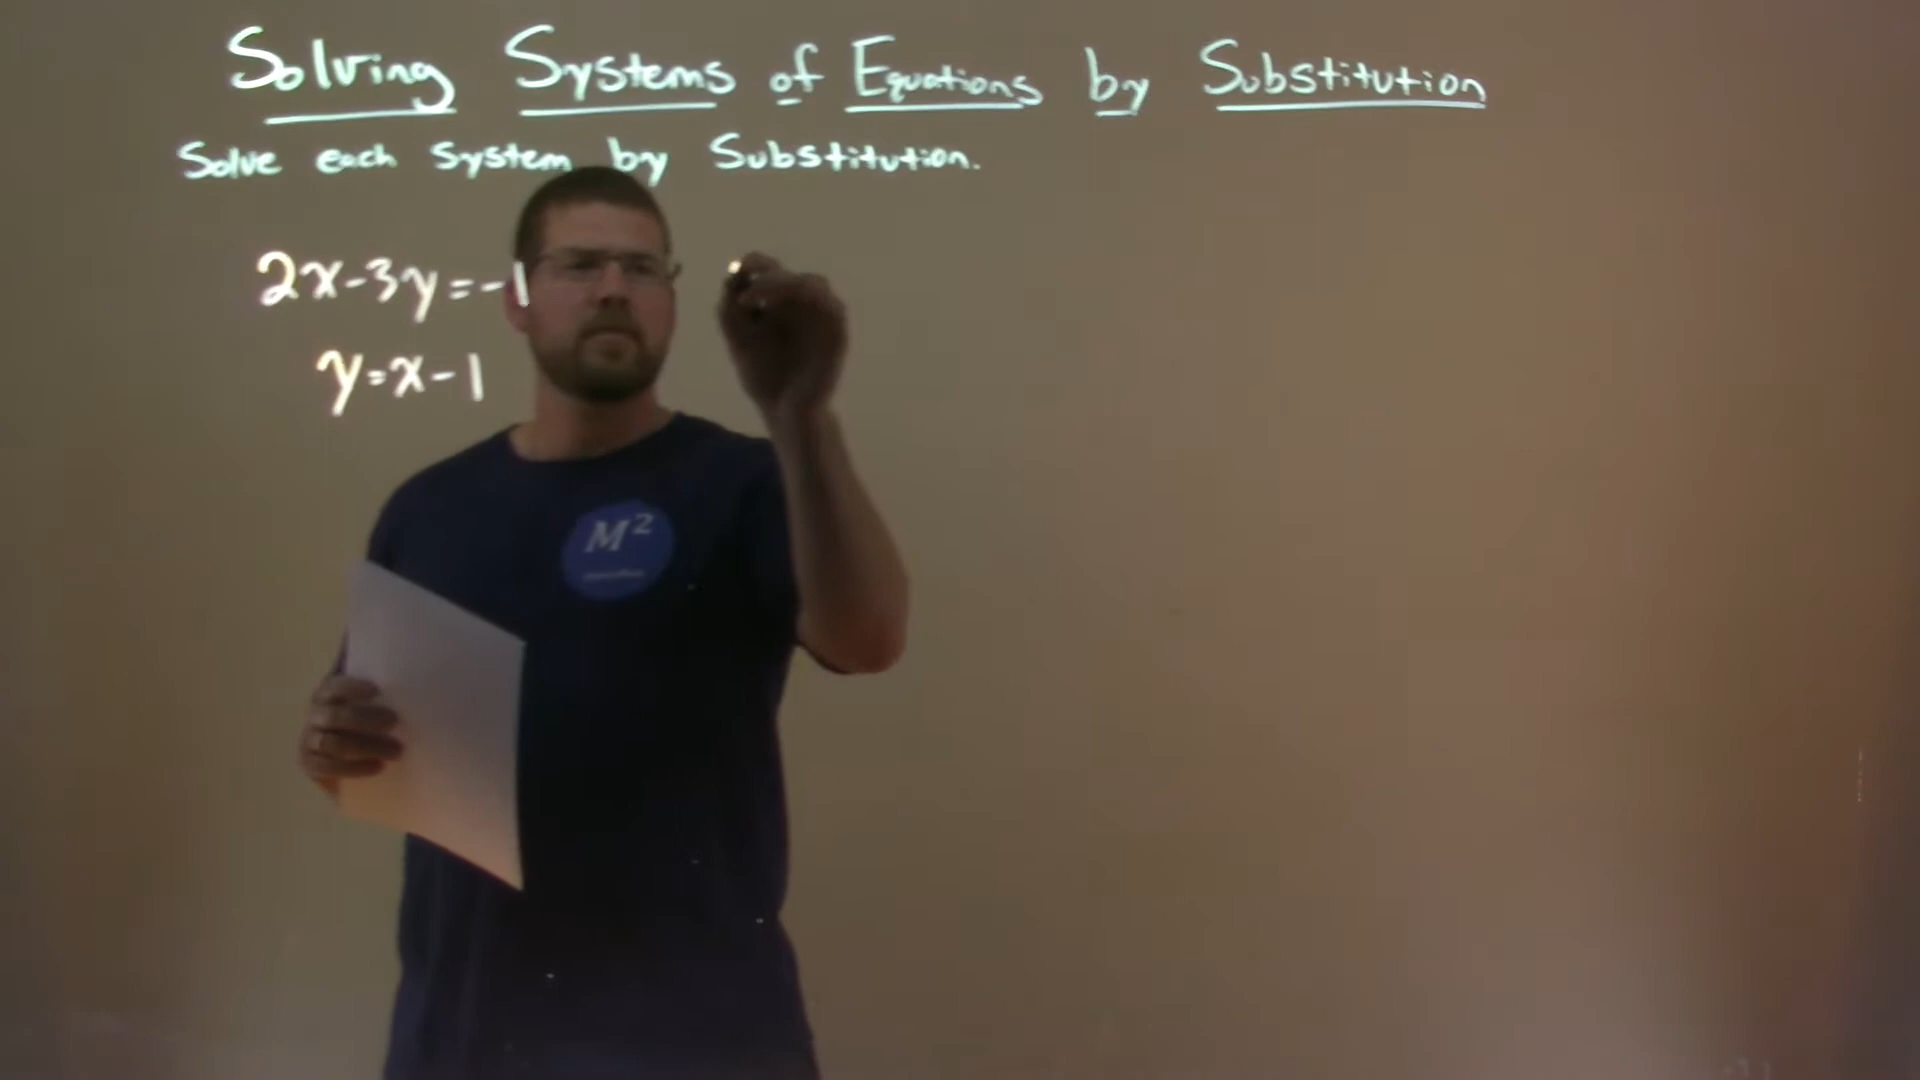 Solving Systems of Equations by Substitution
Solve each System by Substitution.
2x-3y=-1
y=x-1
M²